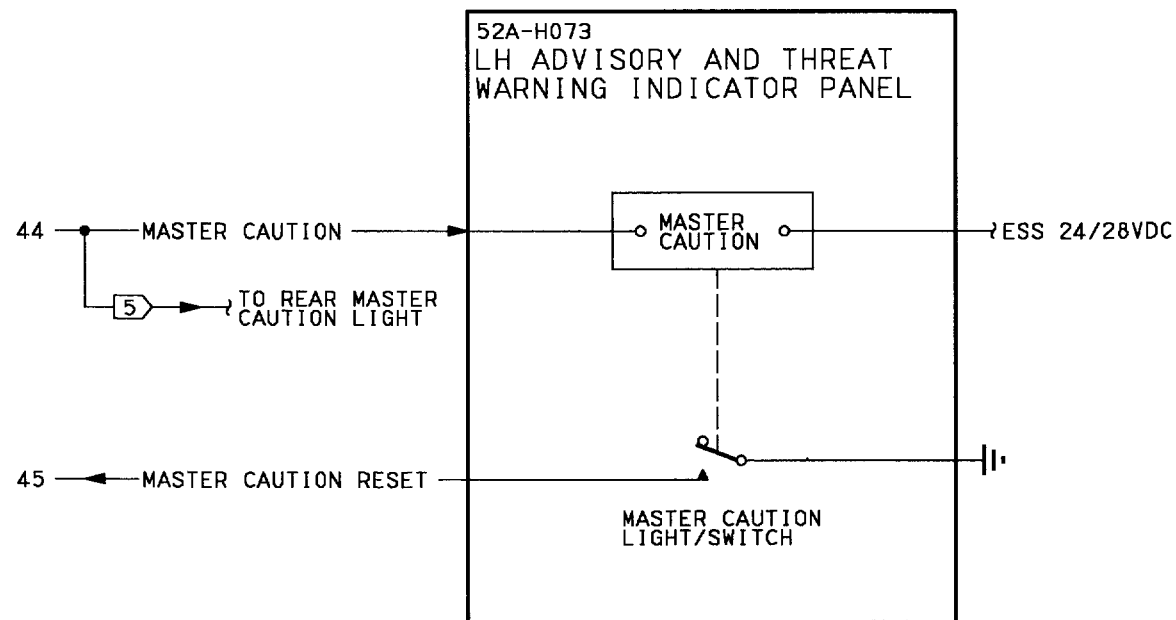 52A-H073
LH ADVISORY AND THREAT
WARNING INDICATOR PANEL
44
MASTER CAUTION
MASTER
CAUTION
ESS 24/28VDC
5
TO REAR MASTER
CAUTION LIGHT
45
MASTER CAUTION RESET
MASTER CAUTION
LIGHT/SWITCH